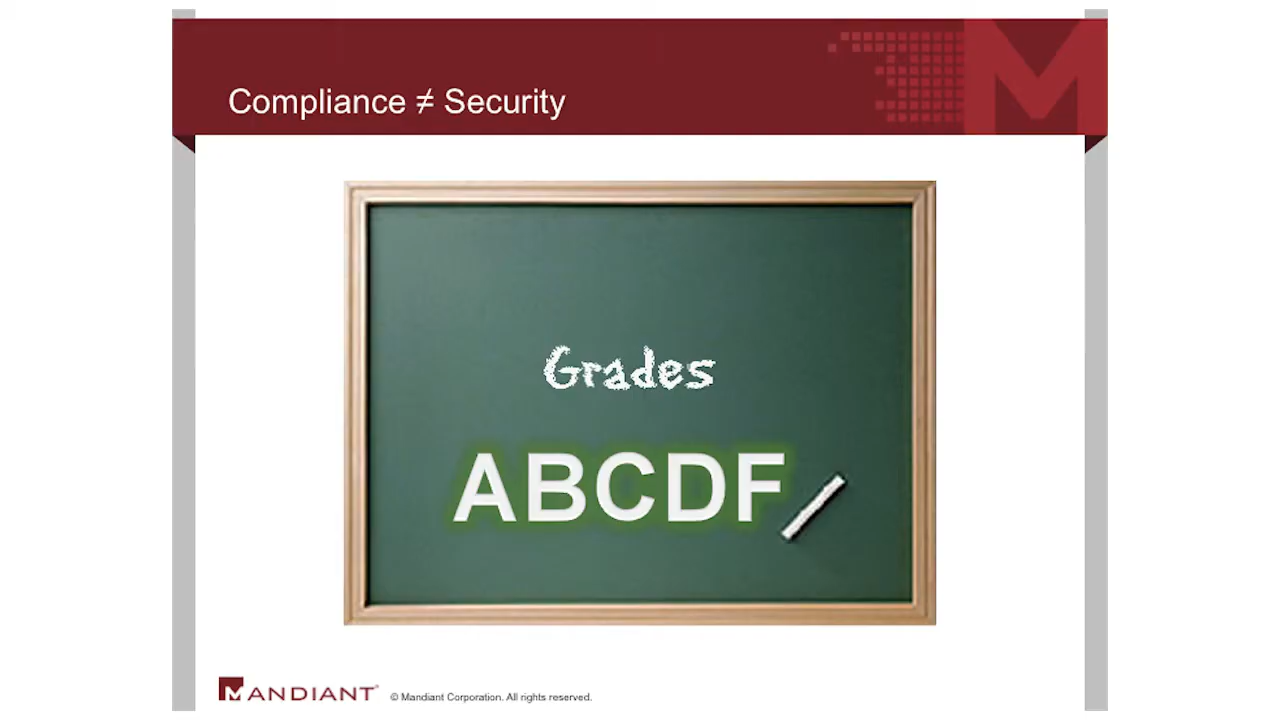 Compliance ≠ Security
Grades
ABCDF
MANDIANT® © Mandiant Corporation. All rights reserved.